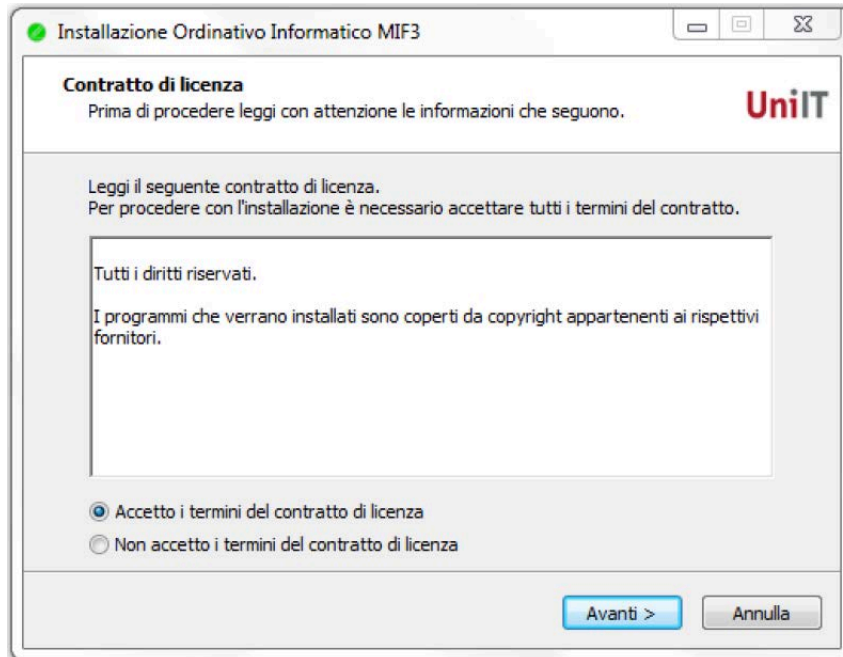 Installazione Ordinativo Informatico MIF3
Contratto di licenza
Prima di procedere leggi con attenzione le informazioni che seguono.
UniIT
Leggi il seguente contratto di licenza.
Per procedere con l'installazione è necessario accettare tutti i termini del contratto.
Tutti i diritti riservati.
I programmi che verrano installati sono coperti da copyright appartenenti ai rispettivi
fornitori.
Accetto i termini del contratto di licenza
Non accetto i termini del contratto di licenza
Avanti >
Annulla